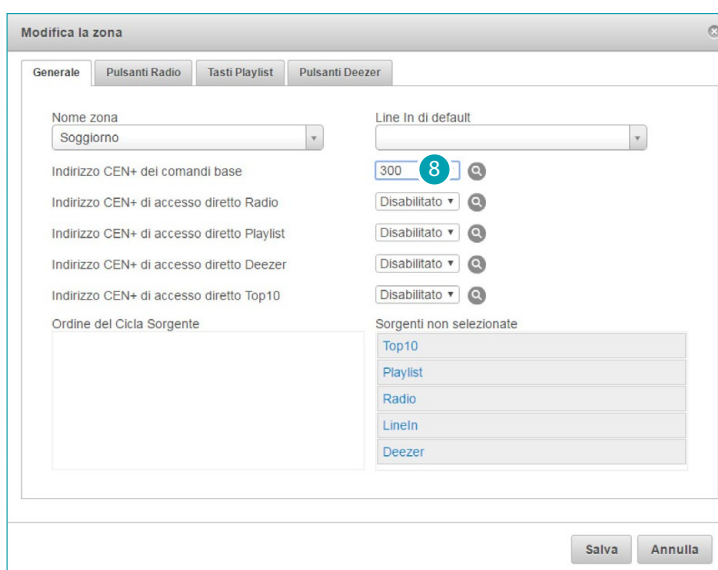 Modifica la zona
Generale Pulsanti Radio Tasti Playlist Pulsanti Deezer
Nome zona Line In di default
Soggiorno
Indirizzo CEN+ dei comandi base 300 8
Indirizzo CEN+ di accesso diretto Radio Disabilitato
Indirizzo CEN+ di accesso diretto Playlist Disabilitato
Indirizzo CEN+ di accesso diretto Deezer Disabilitato
Indirizzo CEN+ di accesso diretto Top10 Disabilitato
Ordine del Cicla Sorgente Sorgenti non selezionate
Top10
Playlist
Radio
LineIn
Deezer
Salva Annulla